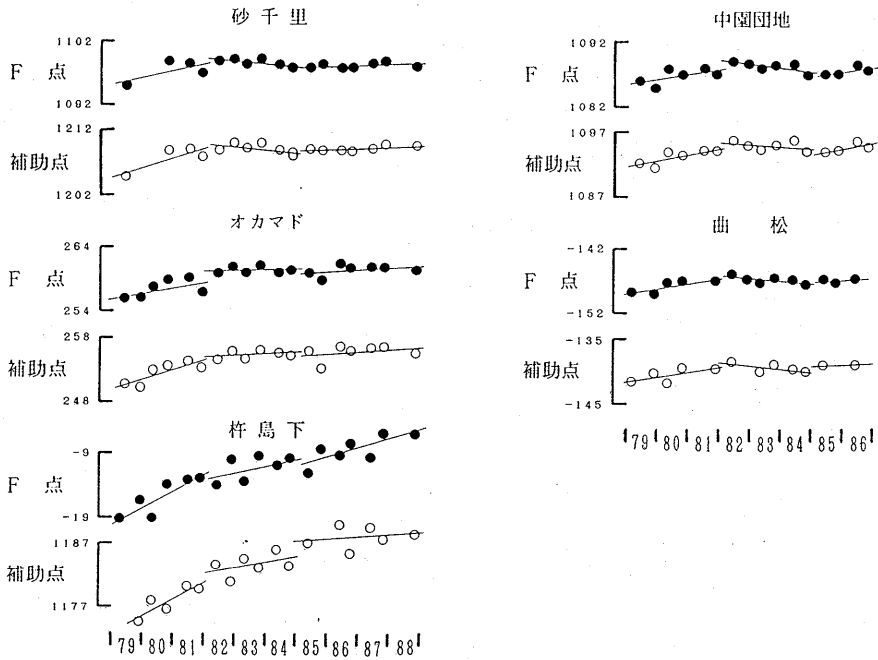 砂千里
1102
F 点
1092
1212
補助点
1202
オカマド
264
F 点
254
258
補助点
248
杵島下
-9
F 点
-19
1187
補助点
1177
79 80 81 82 83 84 85 86 87 88
中園団地
1092
F 点
1082
1097
補助点
1087
曲 松
-142
F 点
-152
-135
補助点
-145
79 80 81 82 83 84 85 86